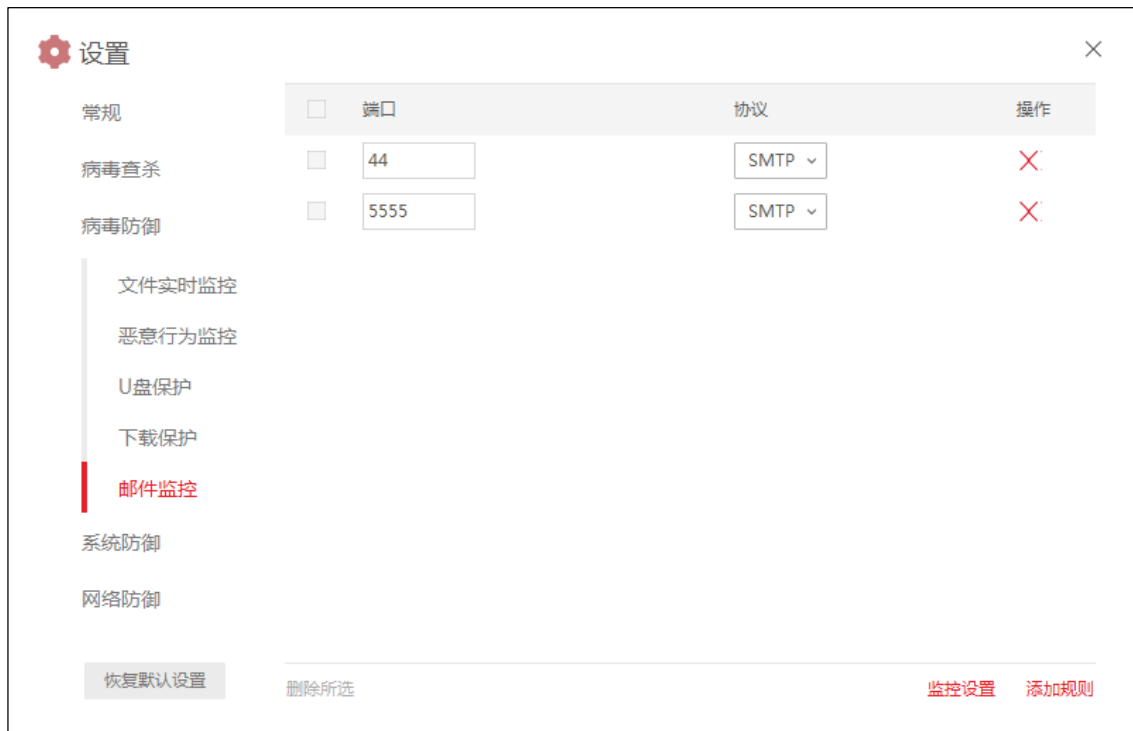 设置
常规
病毒查杀
病毒防御
文件实时监控
恶意行为监控
U盘保护
下载保护
邮件监控
系统防御
网络防御
恢复默认设置
端口 协议 操作
44 SMTP
5555 SMTP
删除所选 监控设置 添加规则